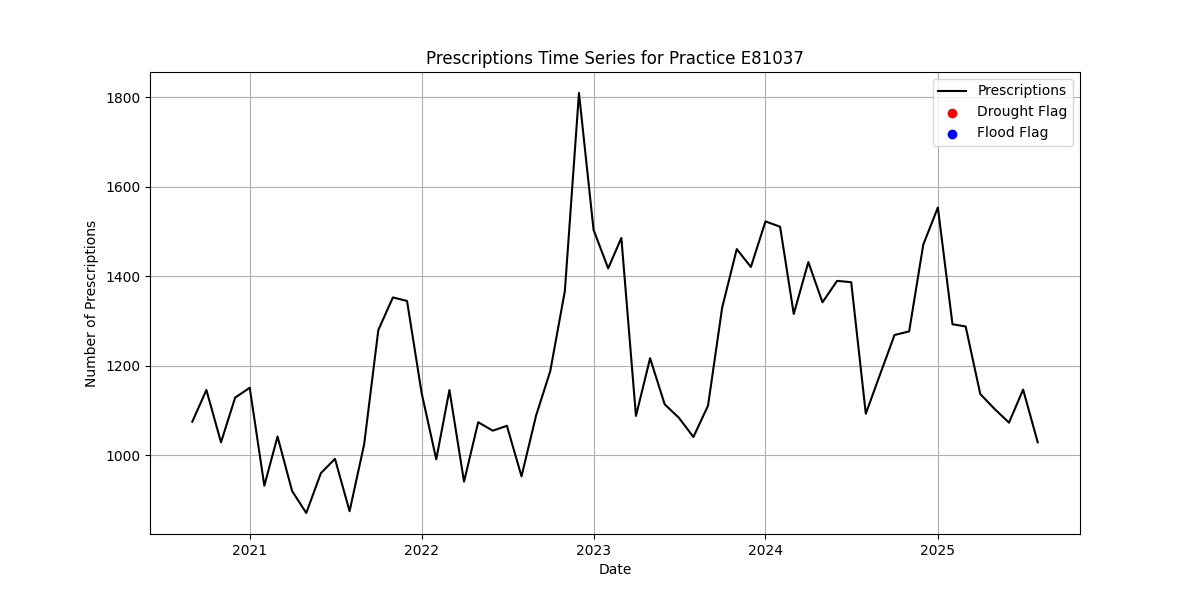 Prescriptions Time Series for Practice E81037
Prescriptions
Drought Flag
Flood Flag
1800
1600
1400
1200
1000
Number of Prescriptions
2021
2022
2023
2024
2025
Date